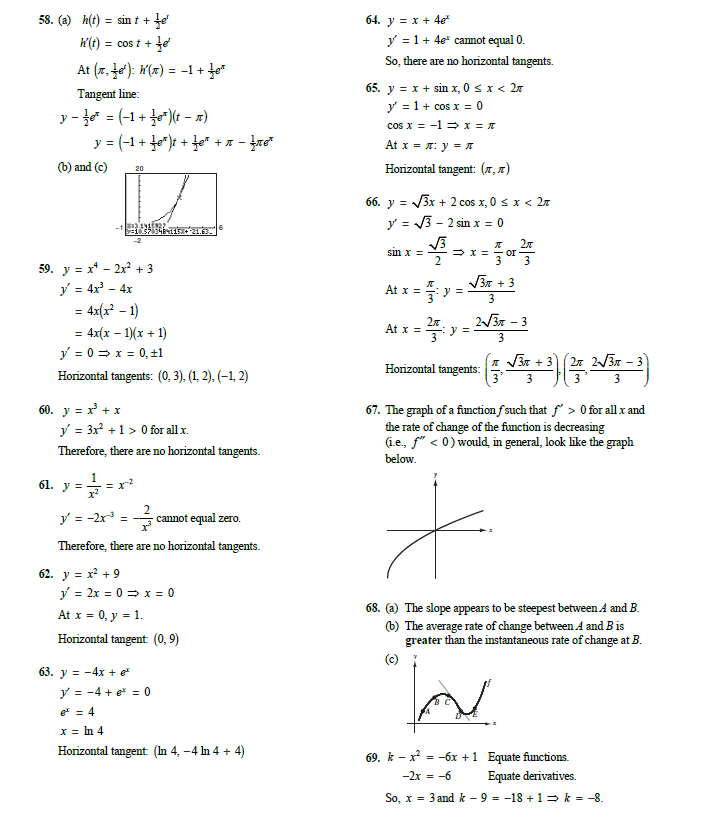 58. (a) h(t) = sin t + ½eᵗ
h′(t) = cos t + ½eᵗ
At (π, ½eᵗ): h′(π) = −1 + ½e^π
Tangent line:
y − ½e^π = (−1 + ½e^π)(t − π)
y = (−1 + ½e^π)t + ½e^π + π − ½πe^π
(b) and (c)
20
−1
6
−2
59. y = x⁴ − 2x² + 3
y′ = 4x³ − 4x
= 4x(x² − 1)
= 4x(x − 1)(x + 1)
y′ = 0 ⇒ x = 0, ±1
Horizontal tangents: (0, 3), (1, 2), (−1, 2)
60. y = x³ + x
y′ = 3x² + 1 > 0 for all x.
Therefore, there are no horizontal tangents.
61. y = 1/x² = x⁻²
y′ = −2x⁻³ = −2/x³ cannot equal zero.
Therefore, there are no horizontal tangents.
62. y = x² + 9
y′ = 2x = 0 ⇒ x = 0
At x = 0, y = 1.
Horizontal tangent: (0, 9)
63. y = −4x + eˣ
y′ = −4 + eˣ = 0
eˣ = 4
x = ln 4
Horizontal tangent: (ln 4, −4 ln 4 + 4)
64. y = x + 4eˣ
y′ = 1 + 4eˣ cannot equal 0.
So, there are no horizontal tangents.
65. y = x + sin x, 0 ≤ x < 2π
y′ = 1 + cos x = 0
cos x = −1 ⇒ x = π
At x = π: y = π
Horizontal tangent: (π, π)
66. y = √3x + 2 cos x, 0 ≤ x < 2π
y′ = √3 − 2 sin x = 0
sin x = √3/2 ⇒ x = π/3 or 2π/3
At x = π/3: y = (√3π + 3)/3
At x = 2π/3: y = (2√3π − 3)/3
Horizontal tangents: (π/3, (√3π + 3)/3), (2π/3, (2√3π − 3)/3)
67. The graph of a function f such that f′ > 0 for all x and
the rate of change of the function is decreasing
(i.e., f″ < 0) would, in general, look like the graph
below.
y
x
68. (a) The slope appears to be steepest between A and B.
(b) The average rate of change between A and B is
greater than the instantaneous rate of change at B.
(c)
y
f
B C
A
D E
x
69. k − x² = −6x + 1 Equate functions.
−2x = −6 Equate derivatives.
So, x = 3 and k − 9 = −18 + 1 ⇒ k = −8.